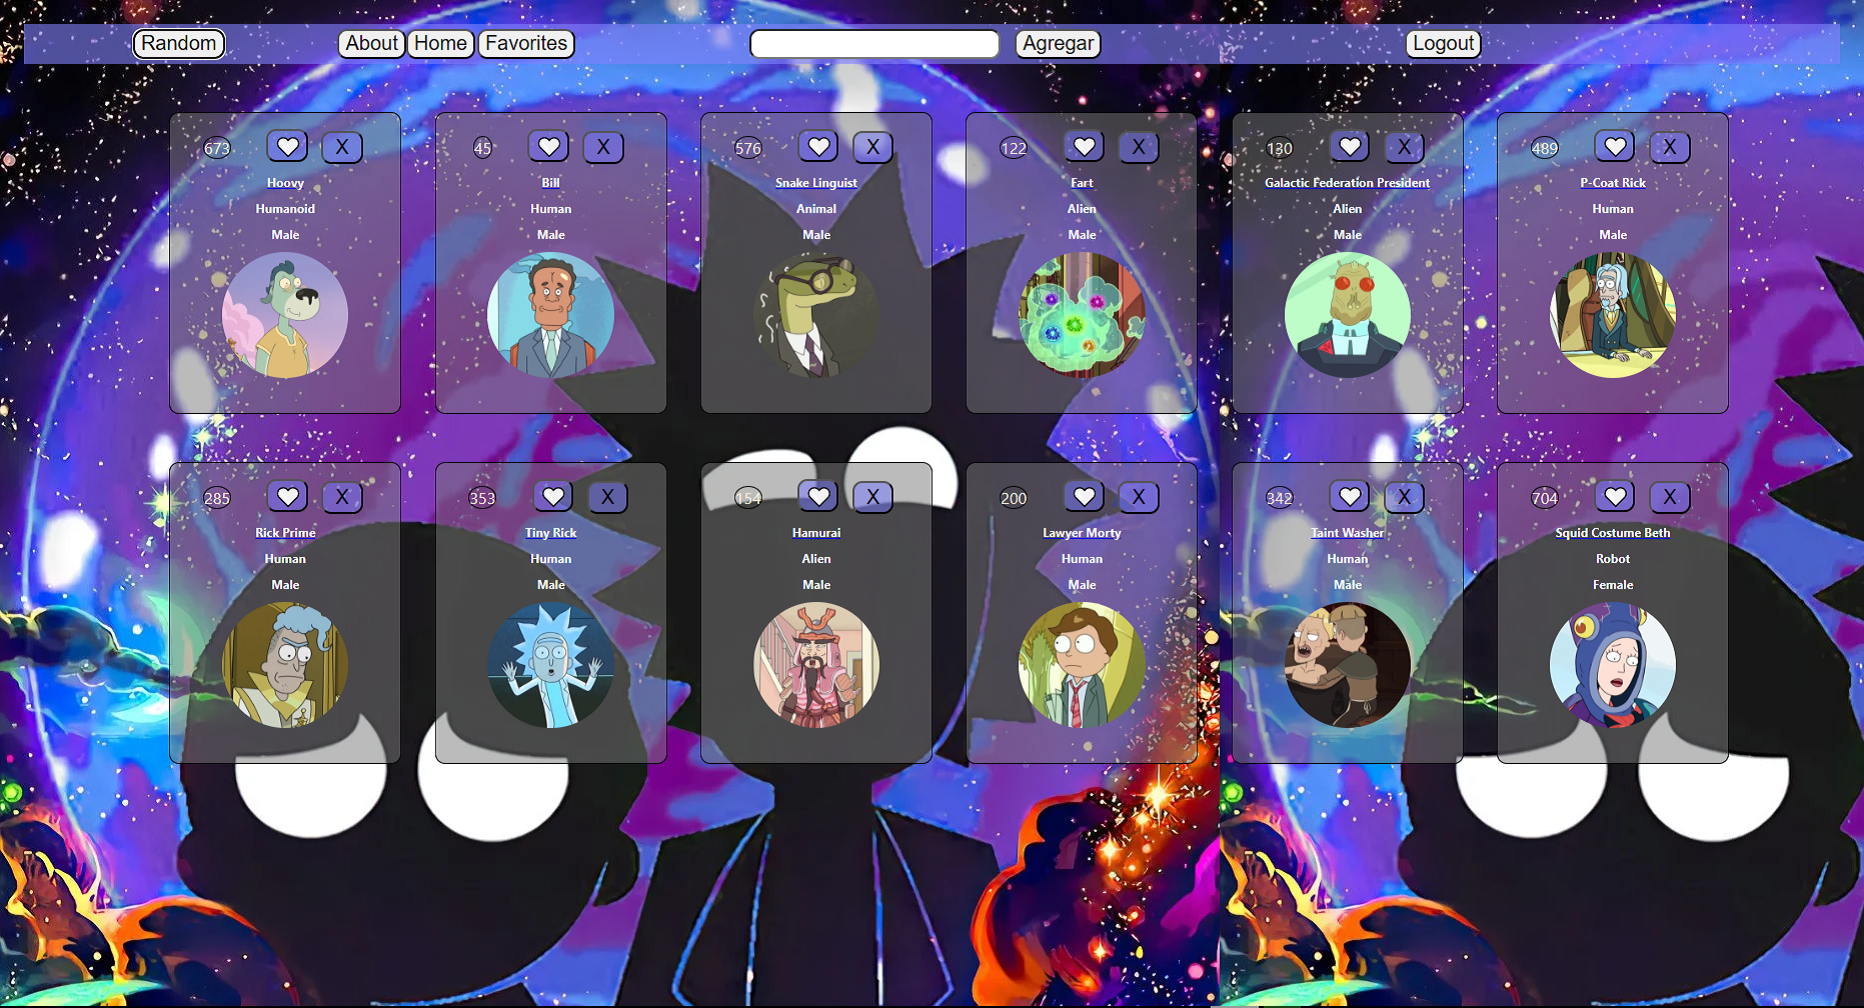 Random About Home Favorites Agregar Logout
673 X 45 X 576 X 122 X 130 X 489 X
Hoovy Bill Snake Linguist Fart Galactic Federation President P-Coat Rick
Humanoid Human Animal Alien Alien Human
Male Male Male Male Male Male
285 X 353 X 154 X 200 X 342 X 704 X
Rick Prime Tiny Rick Hamurai Lawyer Morty Taint Washer Squid Costume Beth
Human Human Alien Human Human Robot
Male Male Male Male Male Female